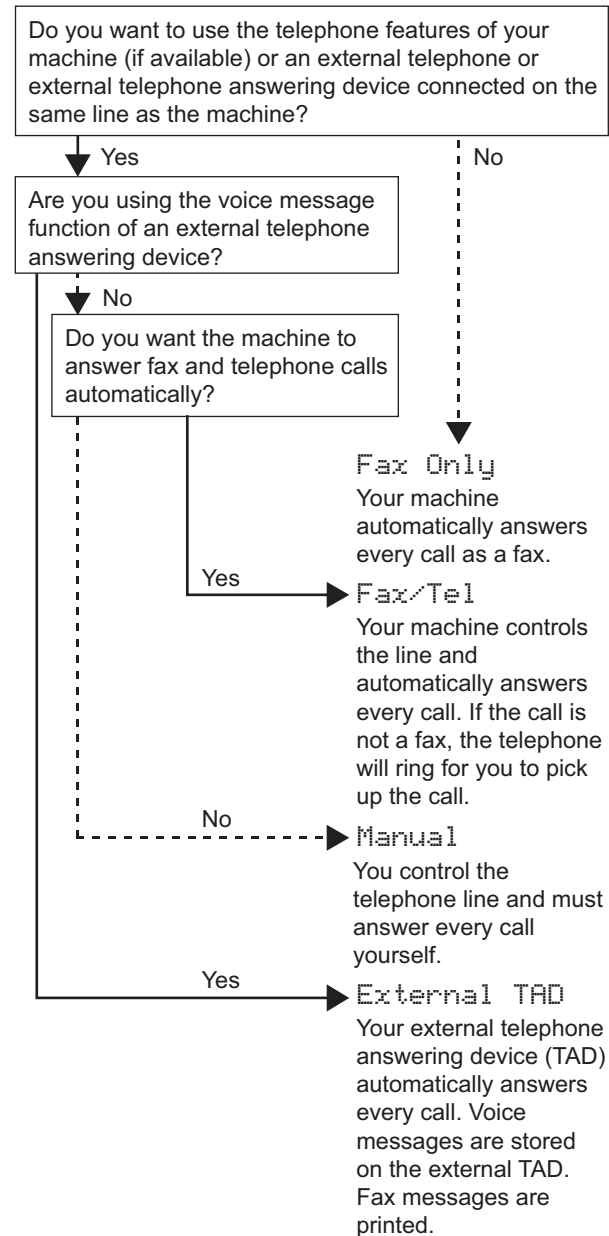 Do you want to use the telephone features of your
machine (if available) or an external telephone or
external telephone answering device connected on the
same line as the machine?
Yes
No
Are you using the voice message
function of an external telephone
answering device?
No
Do you want the machine to
answer fax and telephone calls
automatically?
Fax Only
Your machine
automatically answers
every call as a fax.
Yes
Fax/Tel
Your machine controls
the line and
automatically answers
every call. If the call is
not a fax, the telephone
will ring for you to pick
up the call.
No
Manual
You control the
telephone line and must
answer every call
yourself.
Yes
External TAD
Your external telephone
answering device (TAD)
automatically answers
every call. Voice
messages are stored
on the external TAD.
Fax messages are
printed.